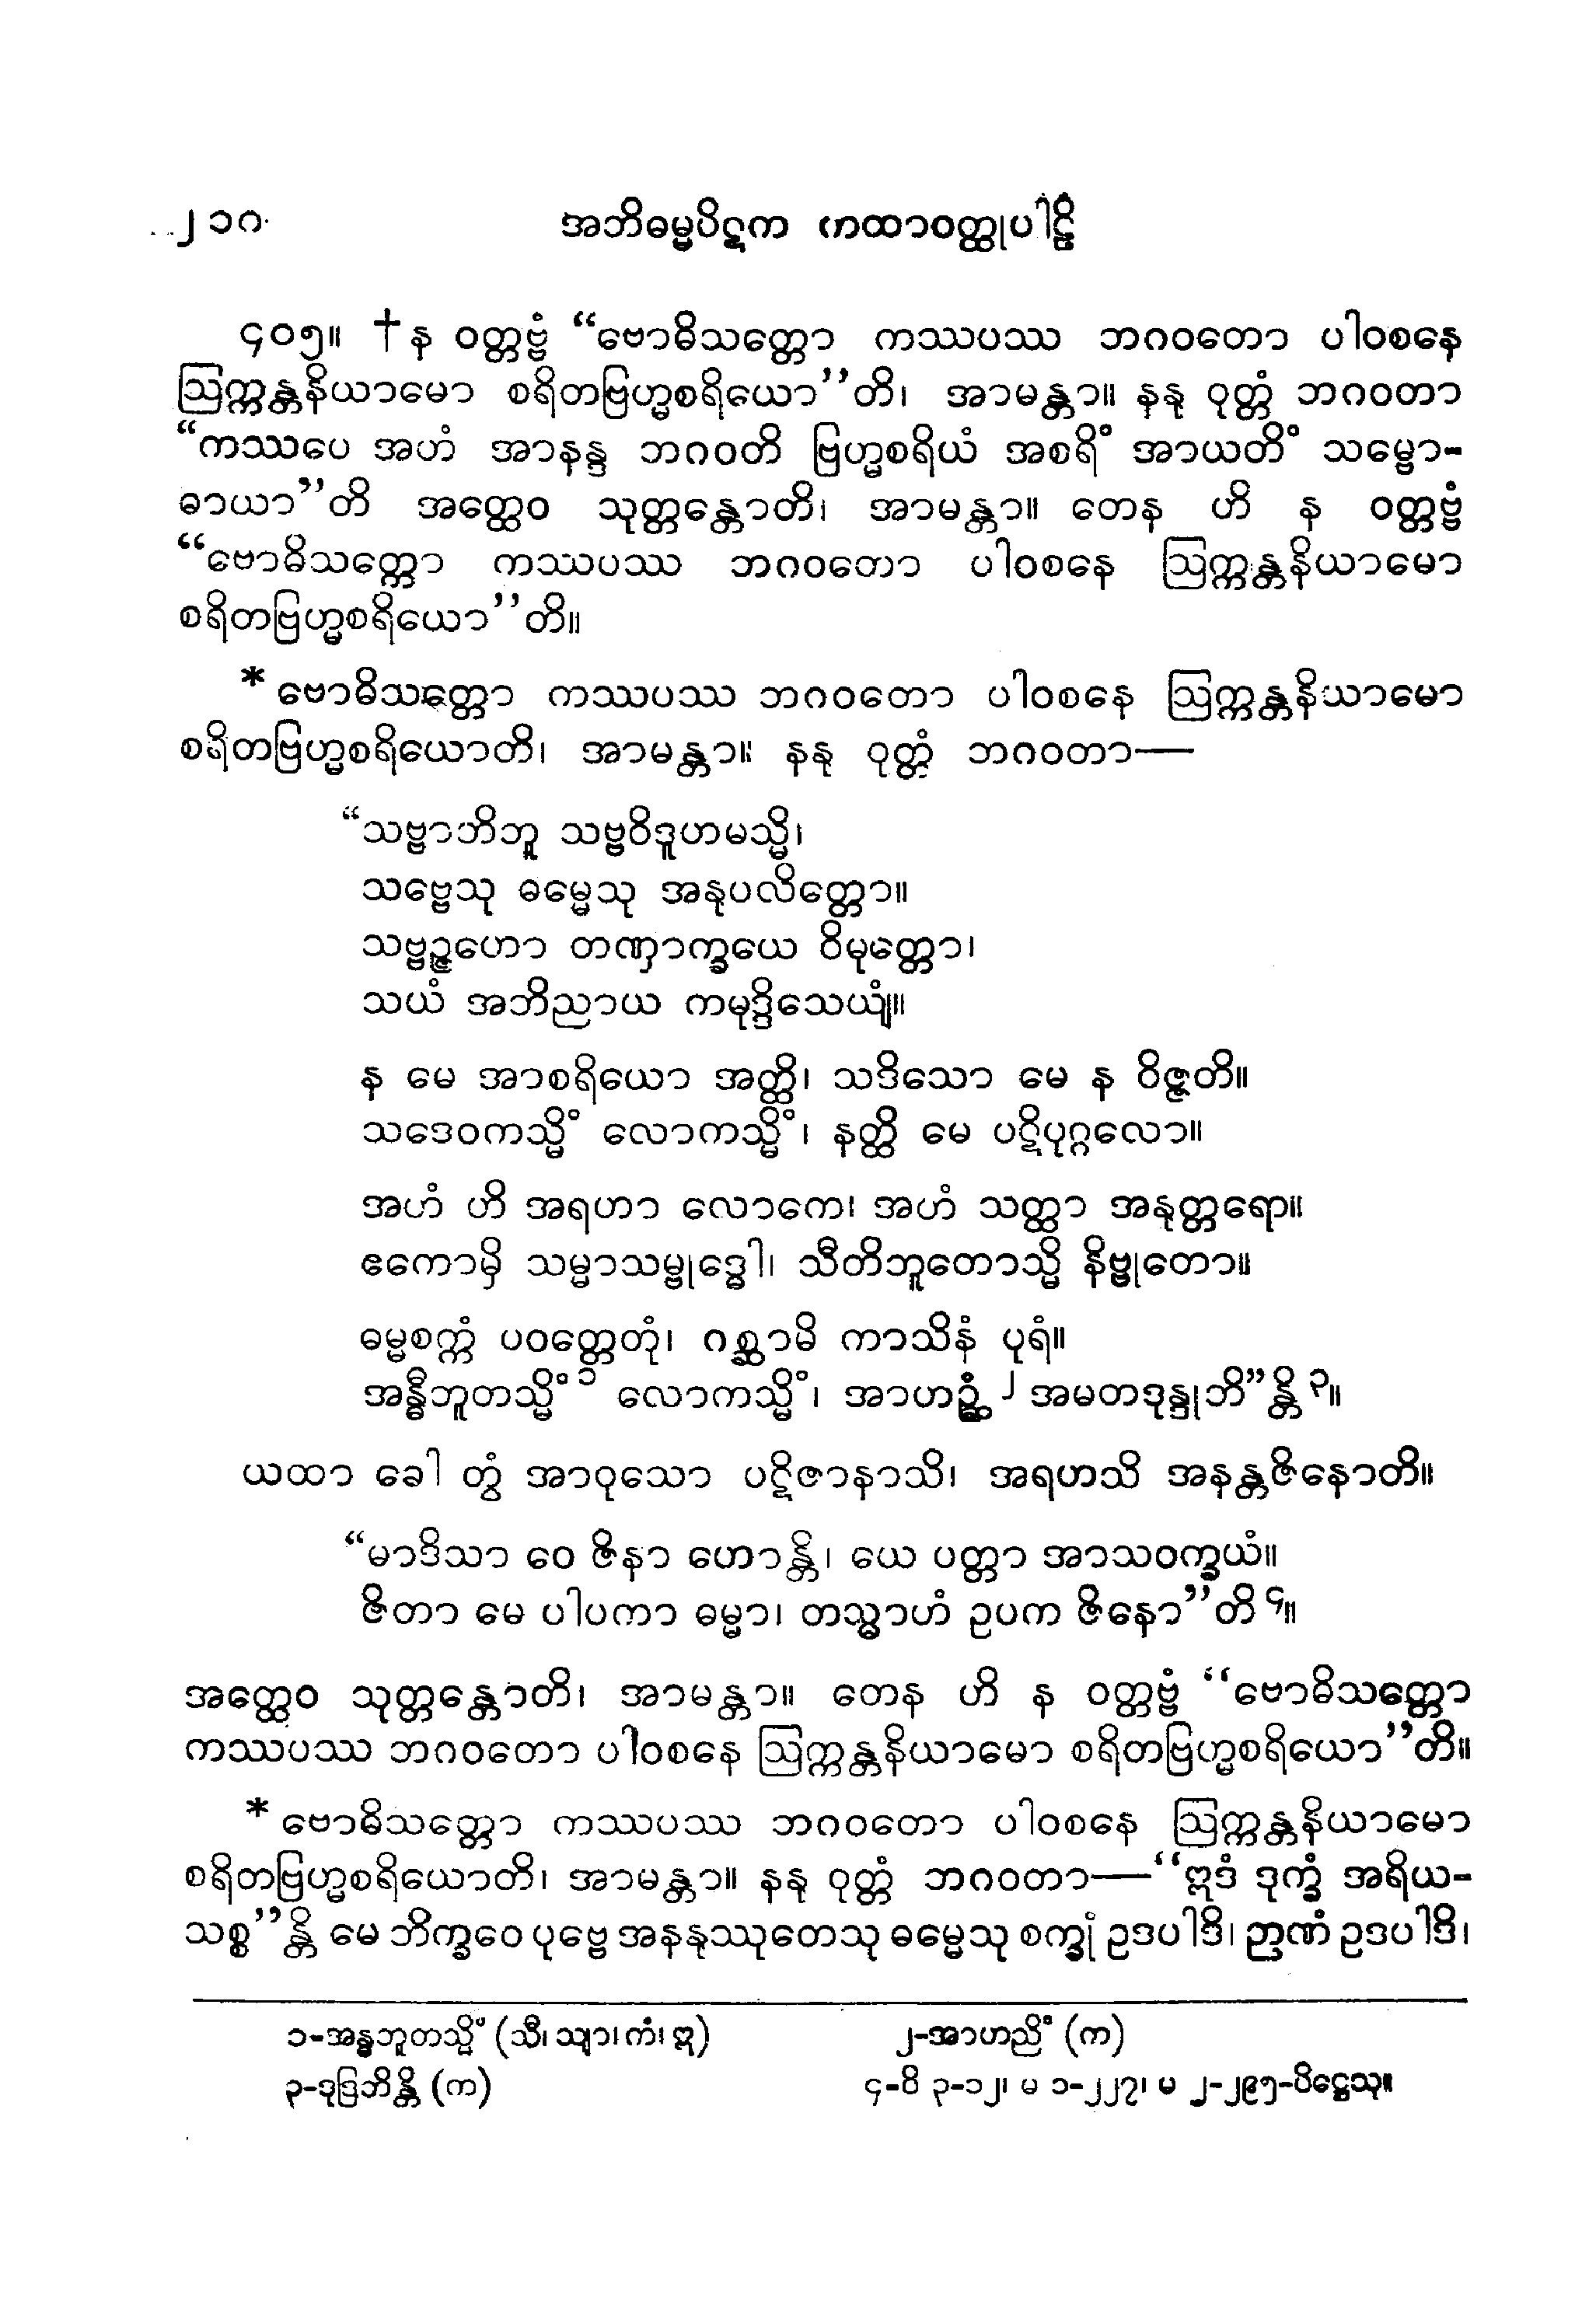 ၂၁၀ အဘိဓမ္မပိဋက ကထာဝတ္ထုပါဠိ
၄၀၅။ †န ဝတ္တဗ္ဗံ “ဗောဓိသတ္တော ကဿပဿ ဘဂဝတော ပါဝစနေ
ဩက္ကန္တနိယာမော စရိတဗြဟ္မစရိယော’’တိ၊ အာမန္တာ။ နနု ဝုတ္တံ ဘဂဝတာ
“ကဿပေ အဟံ အာနန္ဒ ဘဂဝတိ ဗြဟ္မစရိယံ အစရိံ အာယတိံ သမ္ဗော-
ဓာယာ’’တိ အတ္ထေဝ သုတ္တန္တောတိ၊ အာမန္တာ။ တေန ဟိ န ဝတ္တဗ္ဗံ
“ဗောဓိသတ္တော ကဿပဿ ဘဂဝတော ပါဝစနေ ဩက္ကန္တနိယာမော
စရိတဗြဟ္မစရိယော’’တိ။
* ဗောဓိသတ္တော ကဿပဿ ဘဂဝတော ပါဝစနေ ဩက္ကန္တနိယာမော
စရိတဗြဟ္မစရိယောတိ၊ အာမန္တာ။ နနု ဝုတ္တံ ဘဂဝတာ—
“သဗ္ဗာဘိဘူ သဗ္ဗဝိဒူဟမသ္မိ၊
သဗ္ဗေသု ဓမ္မေသု အနုပလိတ္တော။
သဗ္ဗဉ္ဇဟော တဏှာက္ခယေ ဝိမုတ္တော၊
သယံ အဘိညာယ ကမုဒ္ဒိသေယျံ။
န မေ အာစရိယော အတ္ထိ၊ သဒိသော မေ န ဝိဇ္ဇတိ။
သဒေဝကသ္မိံ လောကသ္မိံ၊ နတ္ထိ မေ ပဋိပုဂ္ဂလော။
အဟံ ဟိ အရဟာ လောကေ၊ အဟံ သတ္ထာ အနုတ္တရော။
ဧကောမှိ သမ္မာသမ္ဗုဒ္ဓေါ၊ သီတိဘူတောသ္မိ နိဗ္ဗုတော။
ဓမ္မစက္ကံ ပဝတ္တေတုံ၊ ဂစ္ဆာမိ ကာသိနံ ပုရံ။
အန္ဓီဘူတသ္မိံ ၁ လောကသ္မိံ၊ အာဟဉ္ဆံ ၂ အမတဒုန္ဒုဘိ”န္တိ ၃။
ယထာ ခေါ တွံ အာဝုသော ပဋိဇာနာသိ၊ အရဟသိ အနန္တဇိနောတိ။
“မာဒိသာ ဝေ ဇိနာ ဟောန္တိ၊ ယေ ပတ္တာ အာသဝက္ခယံ။
ဇိတာ မေ ပါပကာ ဓမ္မာ၊ တသ္မာဟံ ဥပက ဇိနော’’တိ ၄။
အတ္ထေဝ သုတ္တန္တောတိ၊ အာမန္တာ။ တေန ဟိ န ဝတ္တဗ္ဗံ ‘‘ဗောဓိသတ္တော
ကဿပဿ ဘဂဝတော ပါဝစနေ ဩက္ကန္တနိယာမော စရိတဗြဟ္မစရိယော’’တိ။
* ဗောဓိသတ္တော ကဿပဿ ဘဂဝတော ပါဝစနေ ဩက္ကန္တနိယာမော
စရိတဗြဟ္မစရိယောတိ၊ အာမန္တာ။ နနု ဝုတ္တံ ဘဂဝတာ—‘‘ဣဒံ ဒုက္ခံ အရိယ-
သစ္စ’’န္တိ မေ ဘိက္ခဝေ ပုဗ္ဗေ အနနုဿုတေသု ဓမ္မေသု စက္ခုံ ဥဒပါဒိ၊ ဉာဏံ ဥဒပါဒိ၊
၁-အန္ဓဘူတသ္မိံ (သီ၊ သျာ၊ ကံ၊ ဣ) ၂-အာဟညိံ (က)
၃-ဒုဒြဘိန္တိ (က) ၄-ဝိ ၃-၁၂၊ မ ၁-၂၂၇၊ မ ၂-၂၉၅-ပိဋ္ဌေသု။